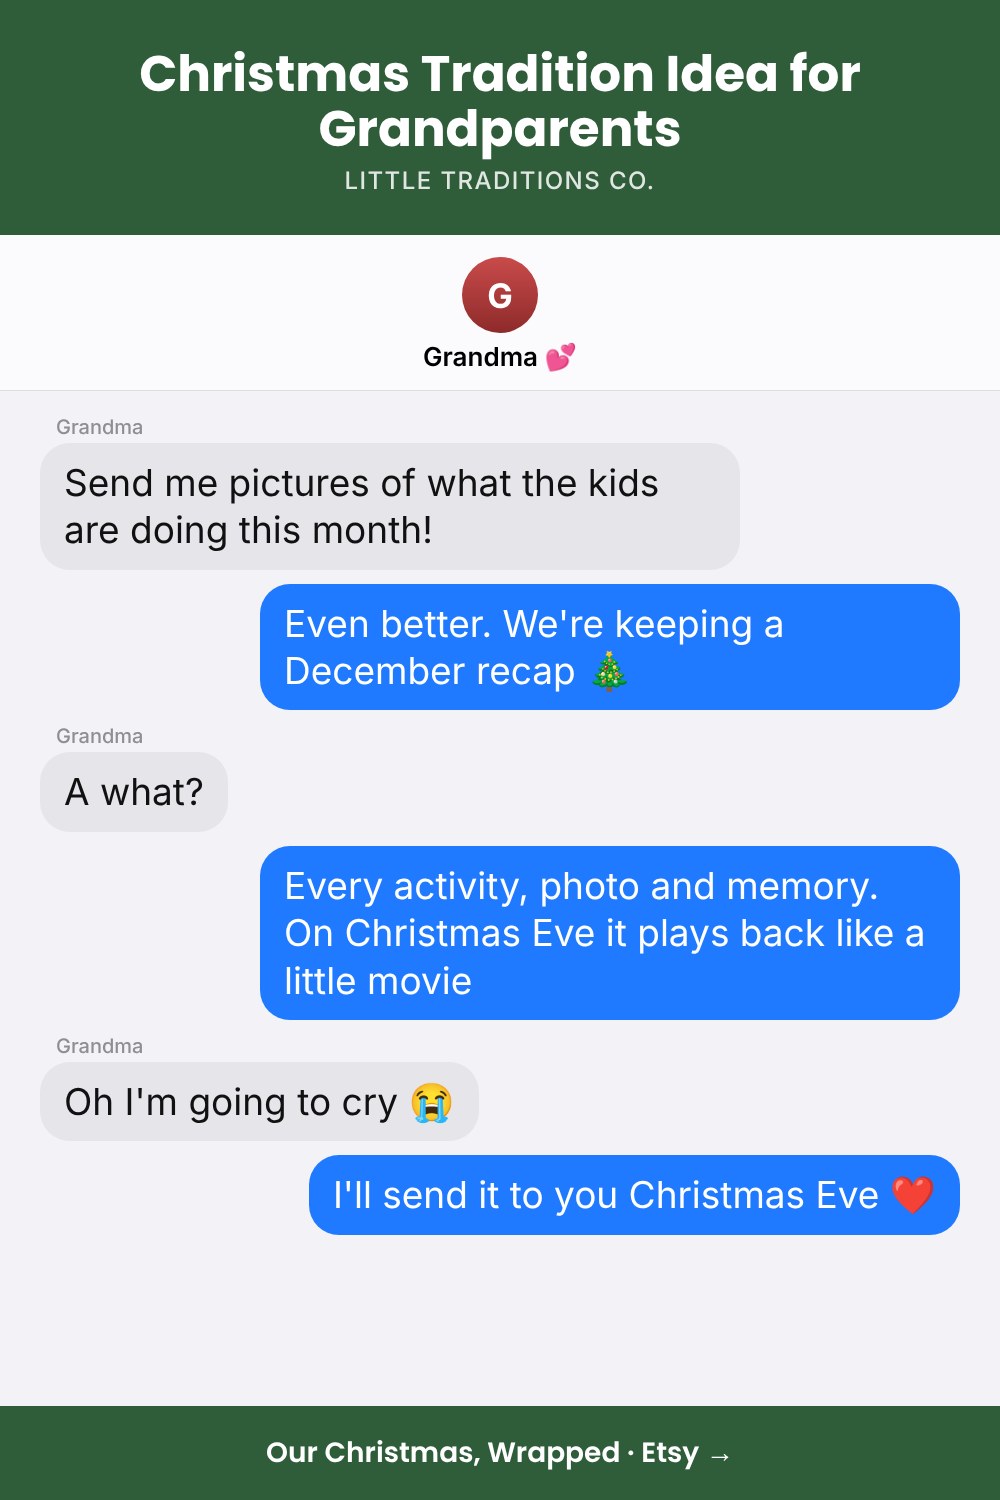 Christmas Tradition Idea for
Grandparents
LITTLE TRADITIONS CO.
G
Grandma 💕
Grandma
Send me pictures of what the kids
are doing this month!
Even better. We're keeping a
December recap 🎄
Grandma
A what?
Every activity, photo and memory.
On Christmas Eve it plays back like a
little movie
Grandma
Oh I'm going to cry 😭
I'll send it to you Christmas Eve ❤️
Our Christmas, Wrapped · Etsy →